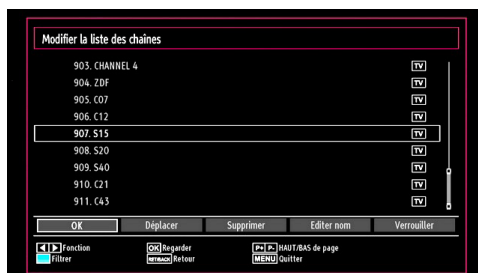 Modifier la liste des chaînes
903. CHANNEL 4 TV
904. ZDF TV
905. C07 TV
906. C12 TV
907. S15 TV
908. S20 TV
909. S40 TV
910. C21 TV
911. C43 TV
OK Déplacer Supprimer Editer nom Verrouiller
Fonction OK Regarder P+ P- HAUT/BAS de page
Filtrer RET/BACK Retour MENU Quitter